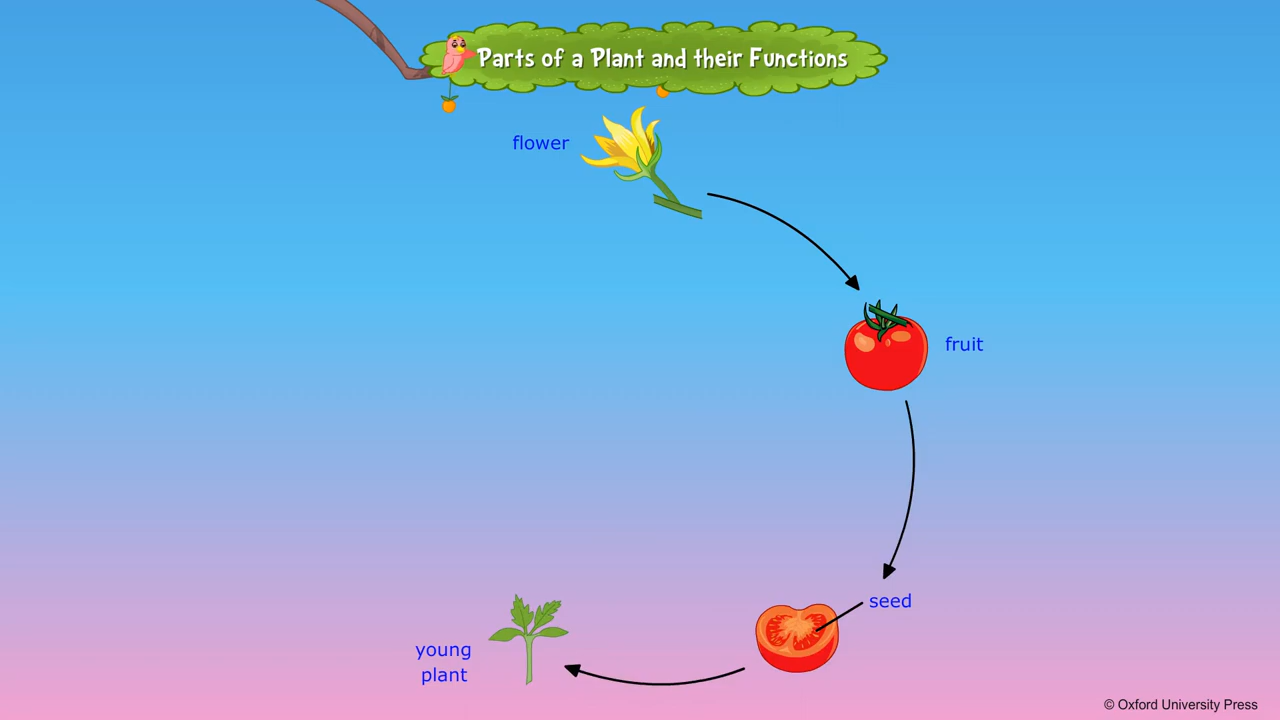 Parts of a Plant and their Functions
flower
fruit
seed
young
plant
© Oxford University Press